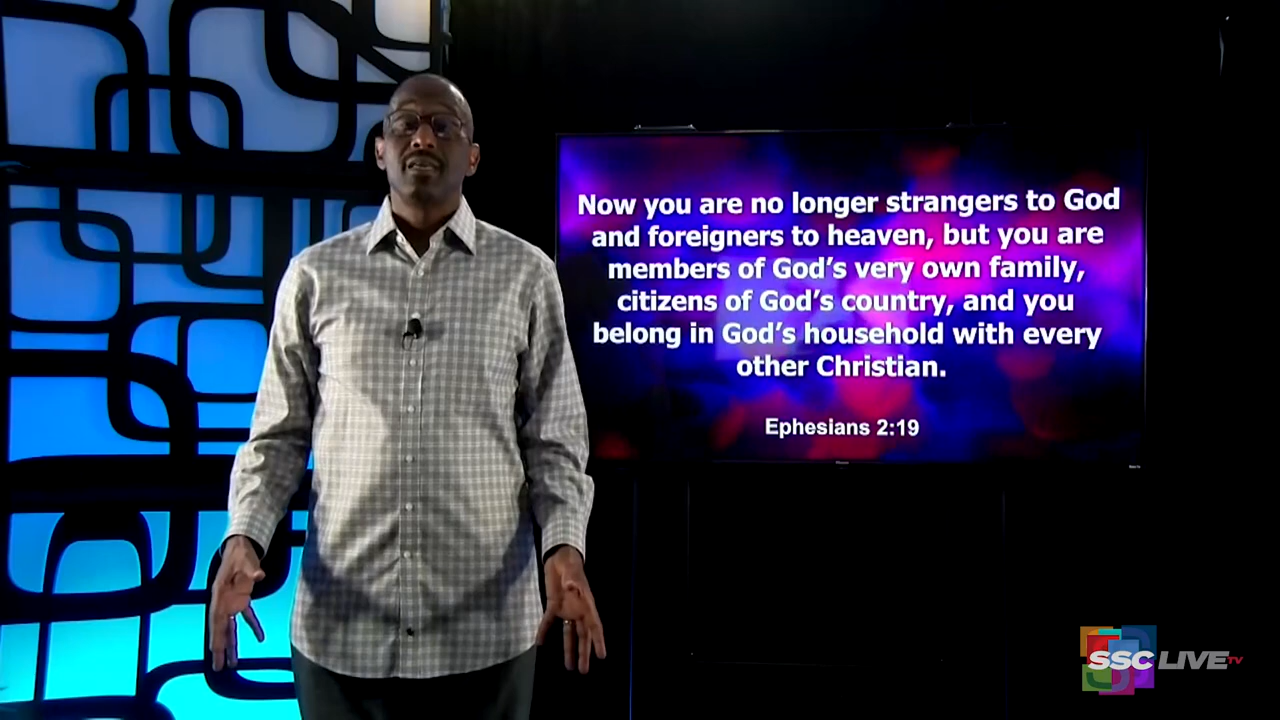 Now you are no longer strangers to God
and foreigners to heaven, but you are
members of God's very own family,
citizens of God's country, and you
belong in God's household with every
other Christian.
Ephesians 2:19
SSC LIVE TV